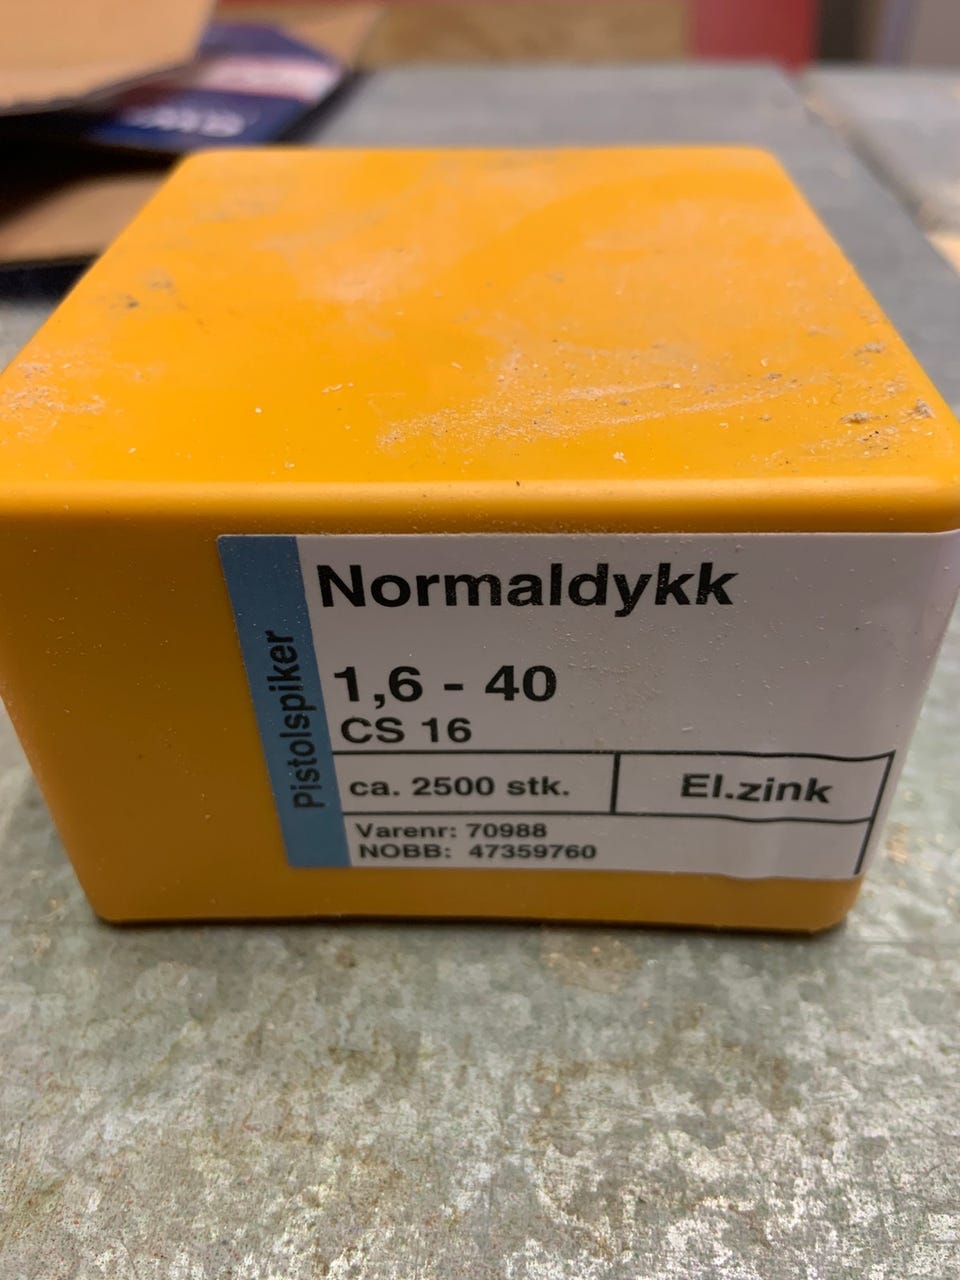 Pistolspiker
Normaldykk
1,6 - 40
CS 16
ca. 2500 stk.
El.zink
Varenr: 70988
NOBB: 47359760